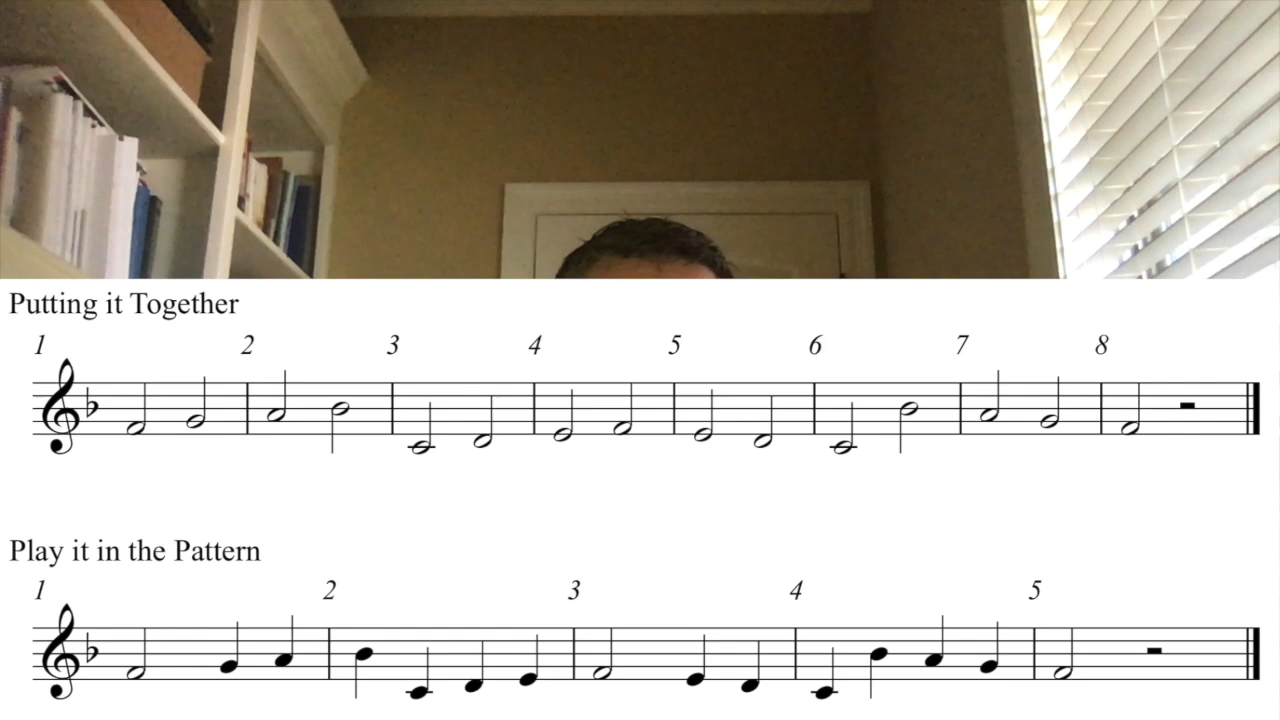 Putting it Together
1 2 3 4 5 6 7 8
Play it in the Pattern
1 2 3 4 5